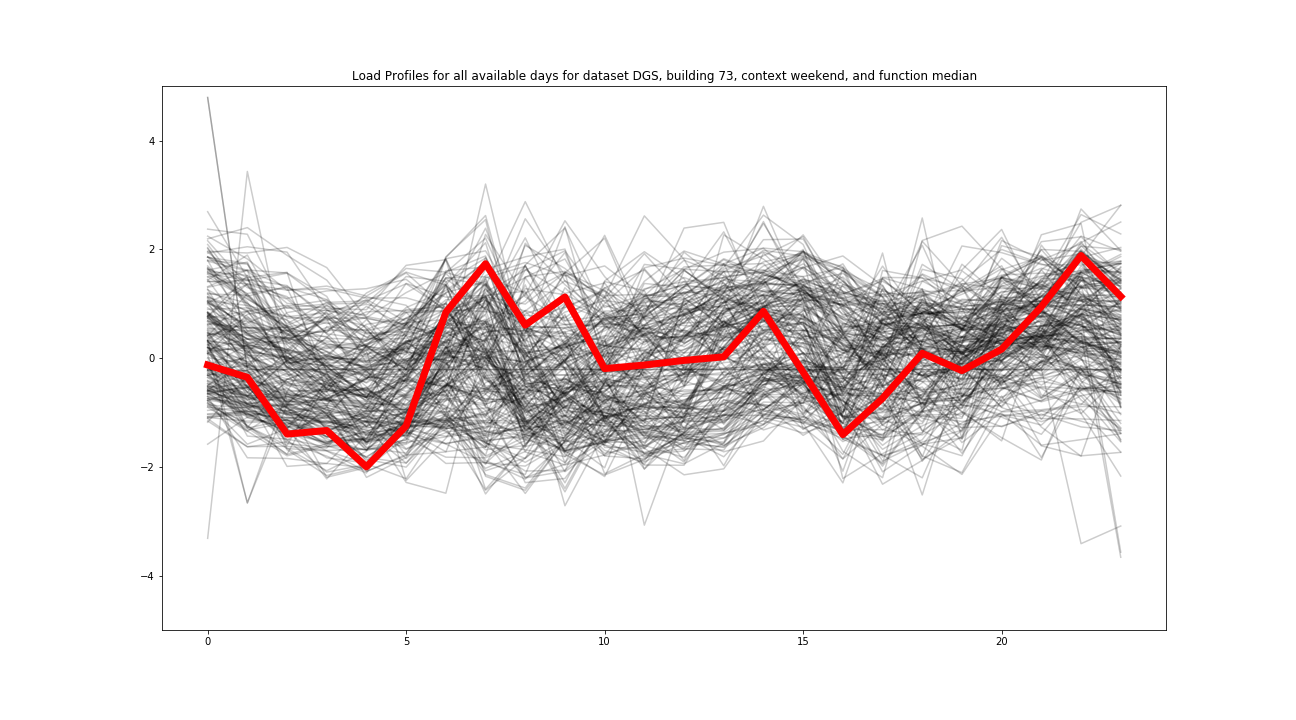 Load Profiles for all available days for dataset DGS, building 73, context weekend, and function median
4
2
0
−2
−4
0 5 10 15 20